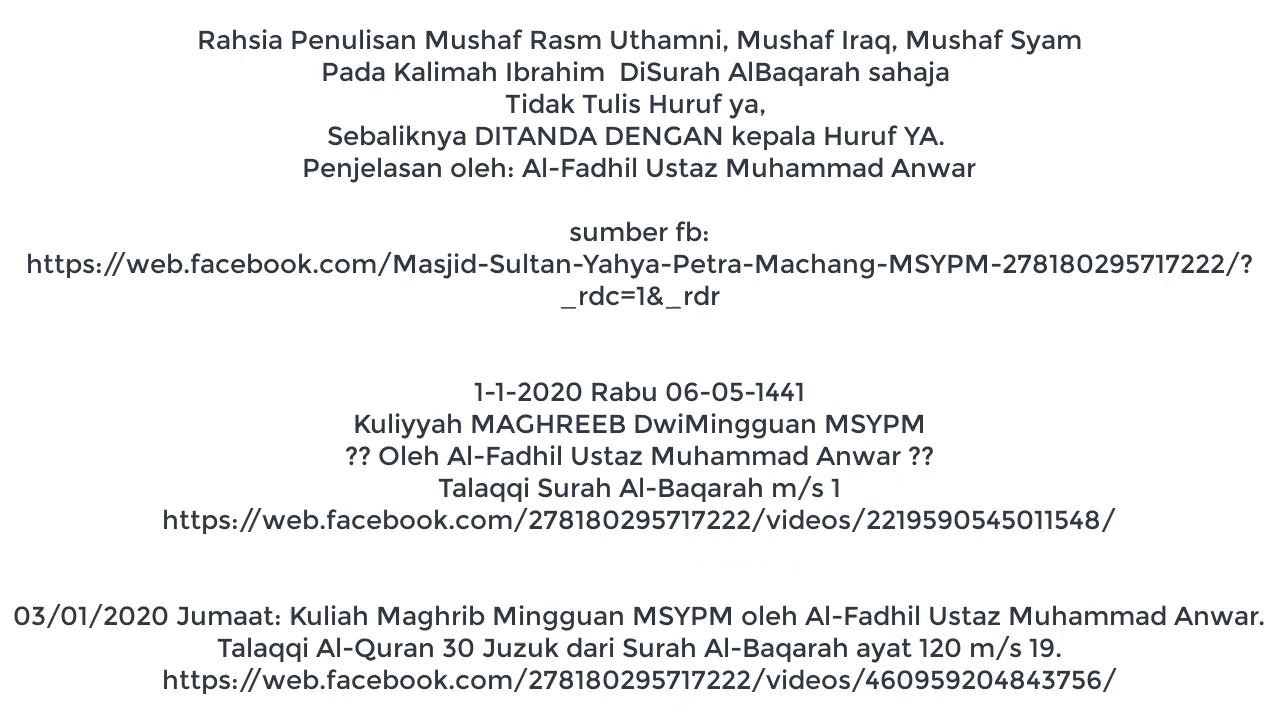 Rahsia Penulisan Mushaf Rasm Uthamni, Mushaf Iraq, Mushaf Syam
Pada Kalimah Ibrahim  DiSurah AlBaqarah sahaja
Tidak Tulis Huruf ya,
Sebaliknya DITANDA DENGAN kepala Huruf YA.
Penjelasan oleh: Al-Fadhil Ustaz Muhammad Anwar
sumber fb:
https://web.facebook.com/Masjid-Sultan-Yahya-Petra-Machang-MSYPM-278180295717222/?
_rdc=1&_rdr
1-1-2020 Rabu 06-05-1441
Kuliyyah MAGHREEB DwiMingguan MSYPM
?? Oleh Al-Fadhil Ustaz Muhammad Anwar ??
Talaqqi Surah Al-Baqarah m/s 1
https://web.facebook.com/278180295717222/videos/2219590545011548/
03/01/2020 Jumaat: Kuliah Maghrib Mingguan MSYPM oleh Al-Fadhil Ustaz Muhammad Anwar.
Talaqqi Al-Quran 30 Juzuk dari Surah Al-Baqarah ayat 120 m/s 19.
https://web.facebook.com/278180295717222/videos/460959204843756/